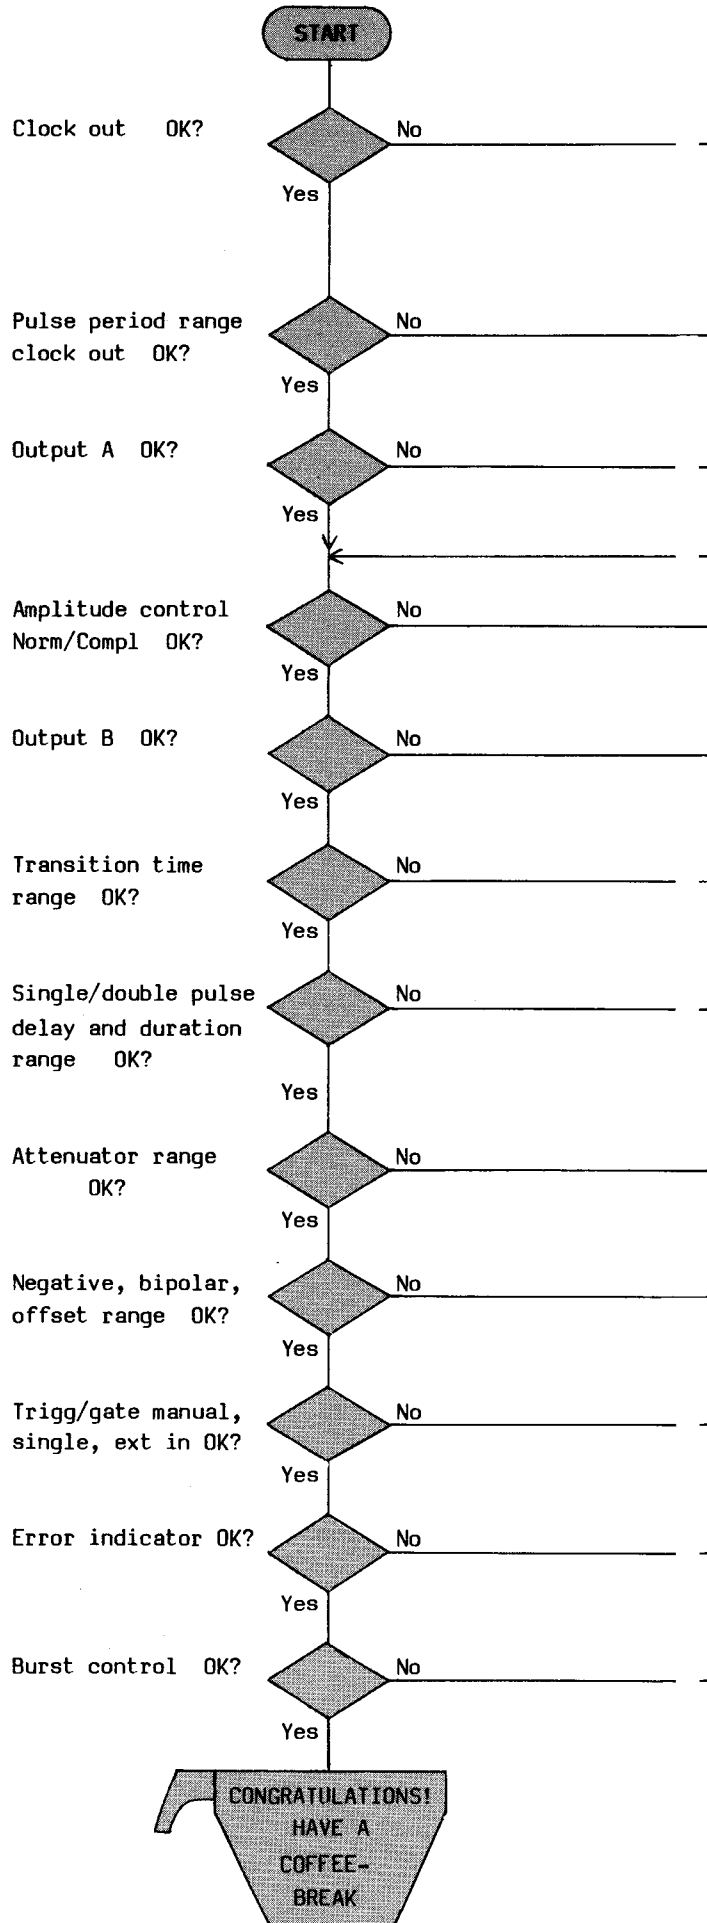 START
Clock out OK?
No
Yes
Pulse period range
clock out OK?
No
Yes
Output A OK?
No
Yes
Amplitude control
Norm/Compl OK?
No
Yes
Output B OK?
No
Yes
Transition time
range OK?
No
Yes
Single/double pulse
delay and duration
range OK?
No
Yes
Attenuator range
OK?
No
Yes
Negative, bipolar,
offset range OK?
No
Yes
Trigg/gate manual,
single, ext in OK?
No
Yes
Error indicator OK?
No
Yes
Burst control OK?
No
Yes
CONGRATULATIONS!
HAVE A
COFFEE-
BREAK